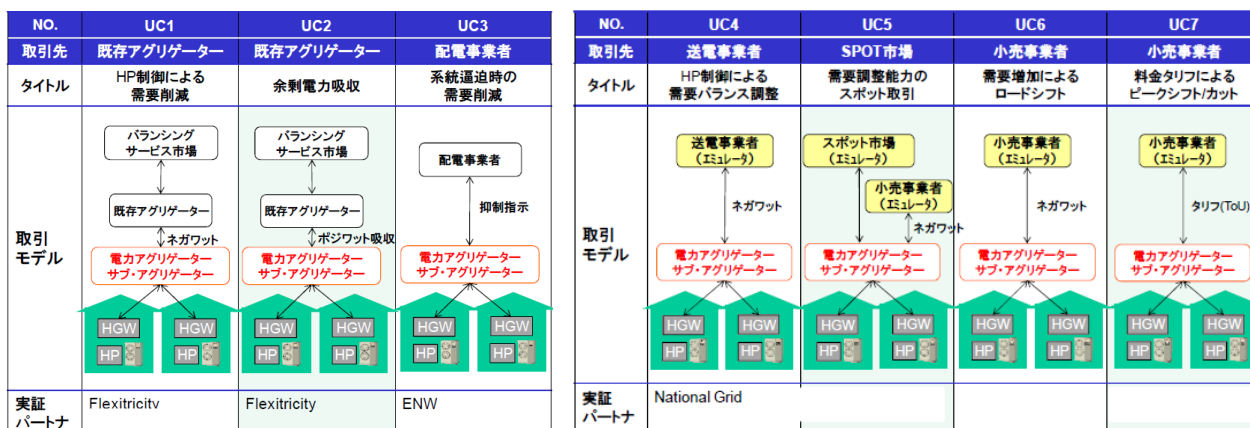 NO. UC1 UC2 UC3
取引先 既存アグリゲーター 既存アグリゲーター 配電事業者
タイトル HP制御による 需要削減 余剰電力吸収 系統逼迫時の 需要削減
取引 モデル
バランシング サービス市場
既存アグリゲーター
ネガワット
電力アグリゲーター
サブ・アグリゲーター
HGW HGW
HP HP
バランシング サービス市場
既存アグリゲーター
ポジワット吸収
電力アグリゲーター
サブ・アグリゲーター
HGW HGW
HP HP
配電事業者
抑制指示
電力アグリゲーター
サブ・アグリゲーター
HGW HGW
HP HP
実証 パートナ Flexitricity Flexitricity ENW
NO. UC4 UC5 UC6 UC7
取引先 送電事業者 SPOT市場 小売事業者 小売事業者
タイトル HP制御による 需要バランス調整 需要調整能力の スポット取引 需要増加による ロードシフト 料金タリフによる ピークシフト/カット
取引 モデル
送電事業者
(エミュレータ)
ネガワット
電力アグリゲーター
サブ・アグリゲーター
HGW HGW
HP HP
スポット市場
(エミュレータ)
小売事業者
(エミュレータ)
ネガワット
電力アグリゲーター
サブ・アグリゲーター
HGW HGW
HP HP
小売事業者
(エミュレータ)
ネガワット
電力アグリゲーター
サブ・アグリゲーター
HGW HGW
HP HP
小売事業者
(エミュレータ)
タリフ(ToU)
電力アグリゲーター
サブ・アグリゲーター
HGW HGW
HP HP
実証 パートナ National Grid